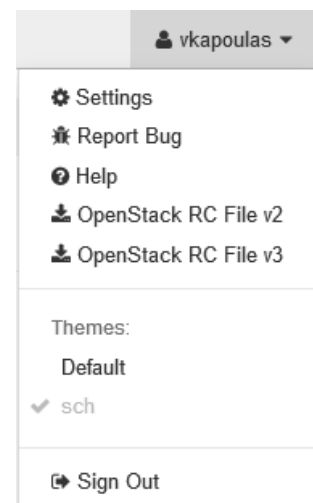 vkapoulas
Settings
Report Bug
Help
OpenStack RC File v2
OpenStack RC File v3
Themes:
Default
sch
Sign Out